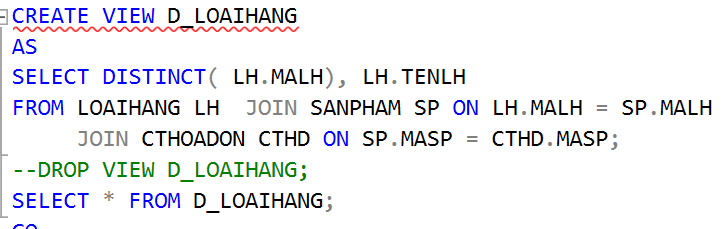 CREATE VIEW D_LOAIHANG
AS
SELECT DISTINCT( LH.MALH), LH.TENLH
FROM LOAIHANG LH  JOIN SANPHAM SP ON LH.MALH = SP.MALH
     JOIN CTHOADON CTHD ON SP.MASP = CTHD.MASP;
--DROP VIEW D_LOAIHANG;
SELECT * FROM D_LOAIHANG;